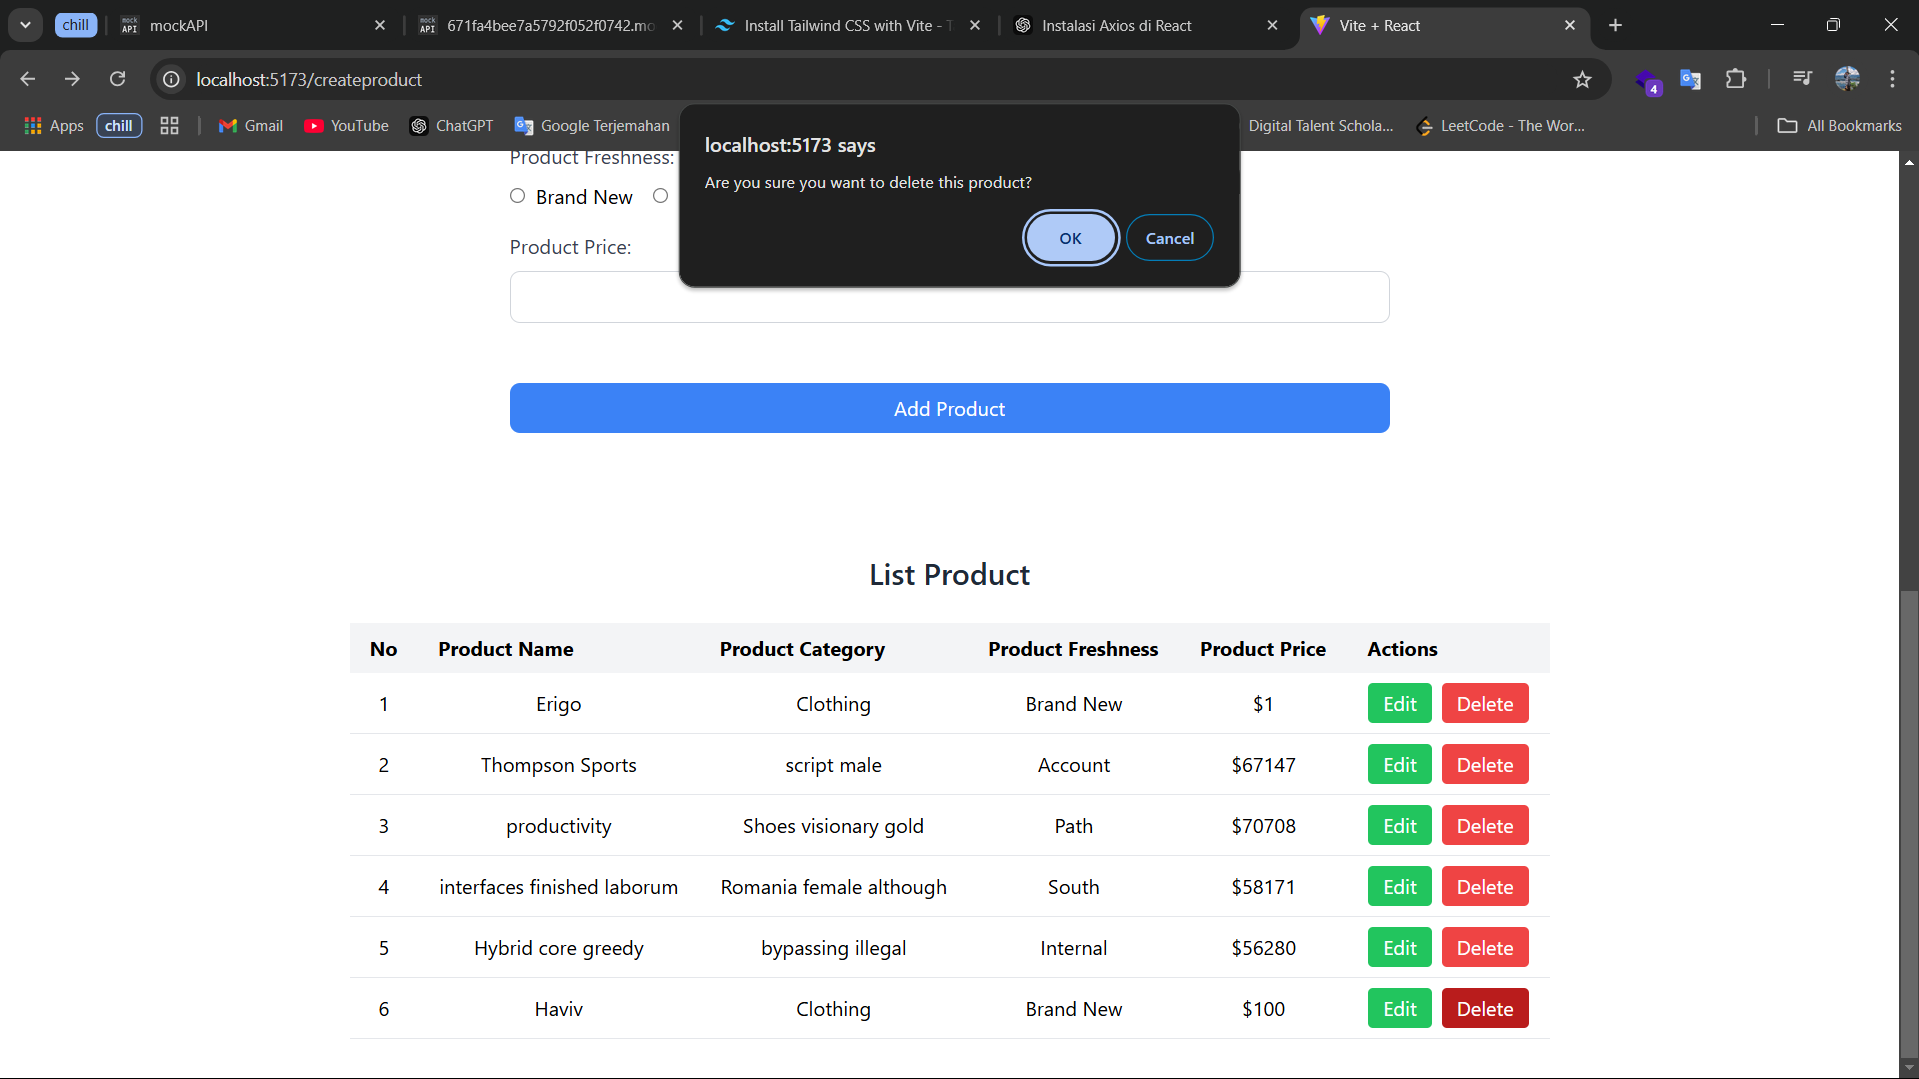 chill
mock API mockAPI
mock API 671fa4bee7a5792f052f0742.mo
Install Tailwind CSS with Vite - T
Instalasi Axios di React
Vite + React
localhost:5173/createproduct
4
Apps
chill
Gmail
YouTube
ChatGPT
Google Terjemahan
Digital Talent Schola...
LeetCode - The Wor...
All Bookmarks
localhost:5173 says
Are you sure you want to delete this product?
OK Cancel
Product Freshness:
Brand New
Product Price:
Add Product
List Product
No Product Name Product Category Product Freshness Product Price Actions
1 Erigo Clothing Brand New $1 Edit Delete
2 Thompson Sports script male Account $67147 Edit Delete
3 productivity Shoes visionary gold Path $70708 Edit Delete
4 interfaces finished laborum Romania female although South $58171 Edit Delete
5 Hybrid core greedy bypassing illegal Internal $56280 Edit Delete
6 Haviv Clothing Brand New $100 Edit Delete